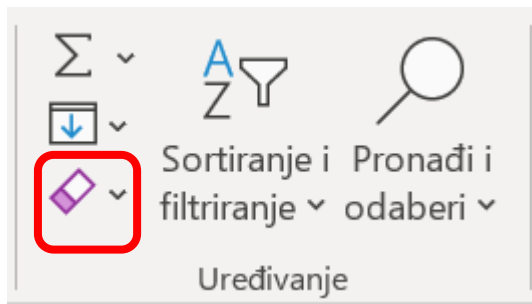 Σ
A
Z
Sortiranje i
filtriranje
Pronađi i
odaberi
Uređivanje